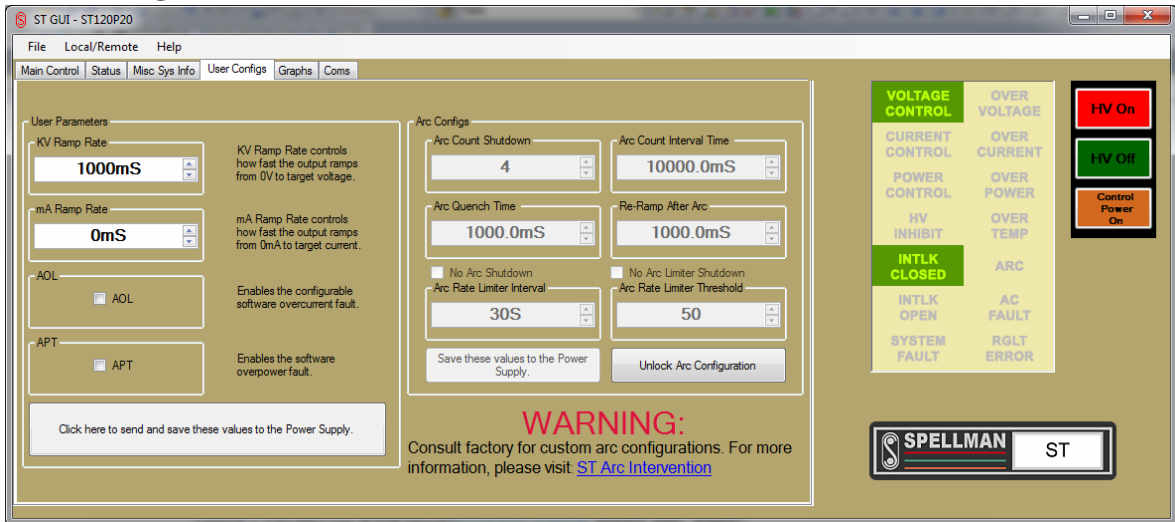 ST GUI - ST120P20
File Local/Remote Help
Main Control Status Misc Sys Info User Configs Graphs Coms
User Parameters
KV Ramp Rate
1000mS
KV Ramp Rate controls
how fast the output ramps
from 0V to target voltage.
mA Ramp Rate
0mS
mA Ramp Rate controls
how fast the output ramps
from 0mA to target current.
AOL
AOL
Enables the configurable
software overcurrent fault.
APT
APT
Enables the software
overpower fault.
Click here to send and save these values to the Power Supply.
Arc Configs
Arc Count Shutdown
4
Arc Count Interval Time
10000.0mS
Arc Quench Time
1000.0mS
Re-Ramp After Arc
1000.0mS
No Arc Shutdown
No Arc Limiter Shutdown
Arc Rate Limiter Interval
30S
Arc Rate Limiter Threshold
50
Save these values to the Power
Supply.
Unlock Arc Configuration
WARNING:
Consult factory for custom arc configurations. For more
information, please visit: ST Arc Intervention
VOLTAGE
CONTROL
OVER
VOLTAGE
CURRENT
CONTROL
OVER
CURRENT
POWER
CONTROL
OVER
POWER
HV
INHIBIT
OVER
TEMP
INTLK
CLOSED
ARC
INTLK
OPEN
AC
FAULT
SYSTEM
FAULT
RGLT
ERROR
HV On
HV Off
Control
Power
On
SPELLMAN
ST